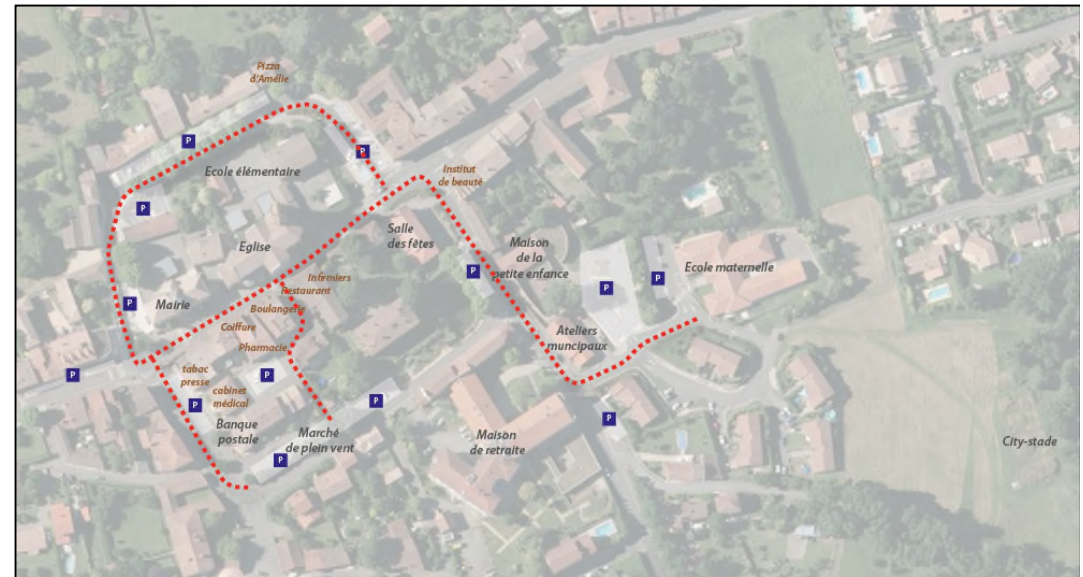 Pizza
d'Amélie
P
P
Ecole élémentaire
Institut
de beauté
P
Salle
des fêtes
Eglise
Maison
de la
petite enfance
Ecole maternelle
P
P
P
Infirmiers
Restaurant
Mairie
P
Boulangerie
Coiffure
Ateliers
muncipaux
Pharmacie
tabac
presse
P
P
cabinet
médical
P
P
Banque
postale
P
Marché
de plein vent
Maison
de retraite
City-stade
P